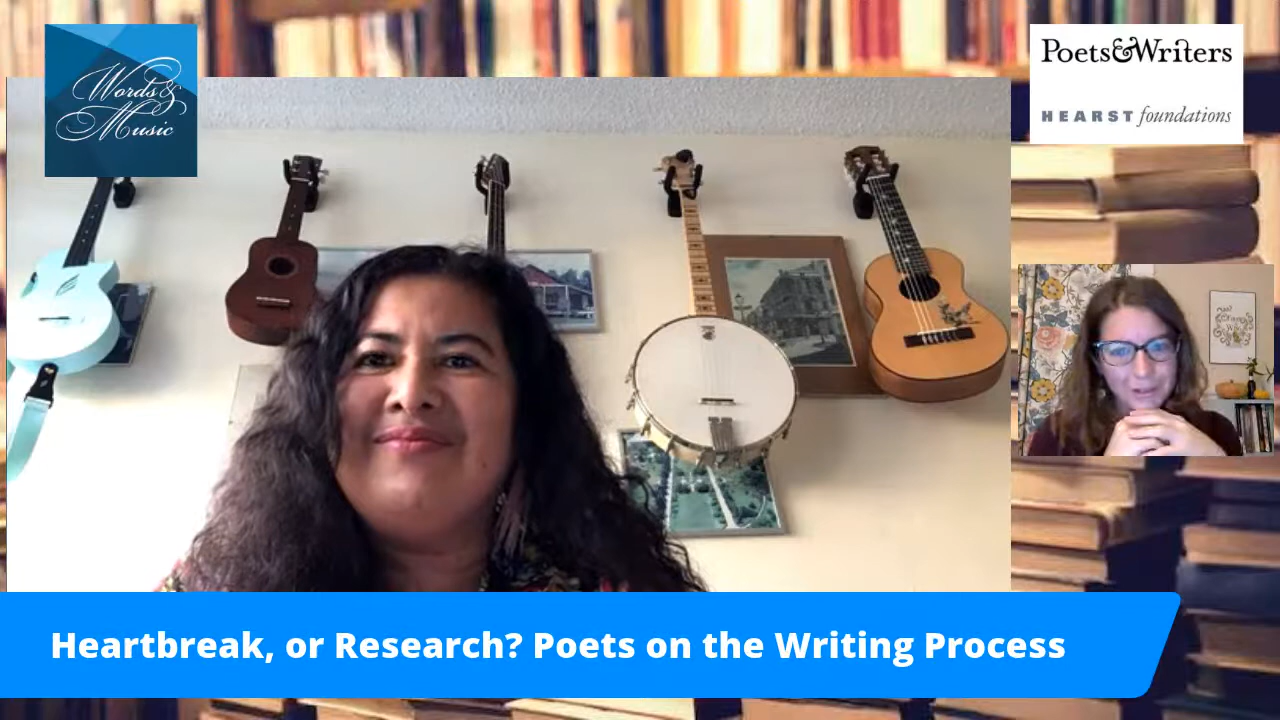 Words&
Music
Poets&Writers
HEARST foundations
Heartbreak, or Research? Poets on the Writing Process